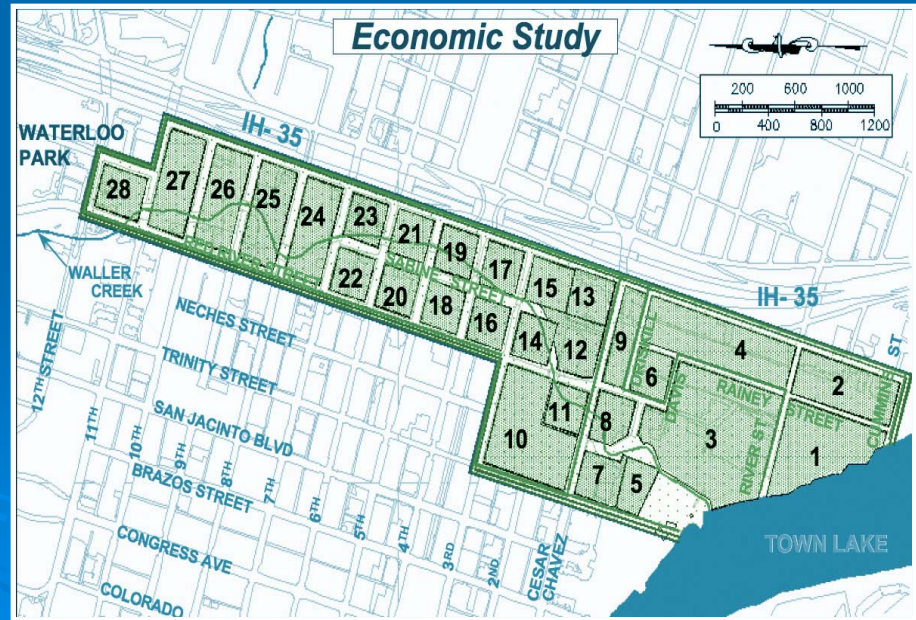 Economic Study
200 600 1000
0 400 800 1200
WATERLOO
PARK
IH- 35
28
27
26
25
24
23
22
21
20
19
18
17
16
15
14
13
12
11
10
9
8
7
6
5
4
3
2
1
IH- 35
RED RIVER STREET
SABINE STREET
DRISKILL
DAVIS
RAINEY
STREET
RIVER ST
ST
WALLER
CREEK
NECHES STREET
TRINITY STREET
SAN JACINTO BLVD
BRAZOS STREET
CONGRESS AVE
COLORADO
12TH STREET
11TH
10TH
9TH
8TH
7TH
6TH
5TH
4TH
3RD
2ND
CESAR
CHAVEZ
TOWN LAKE